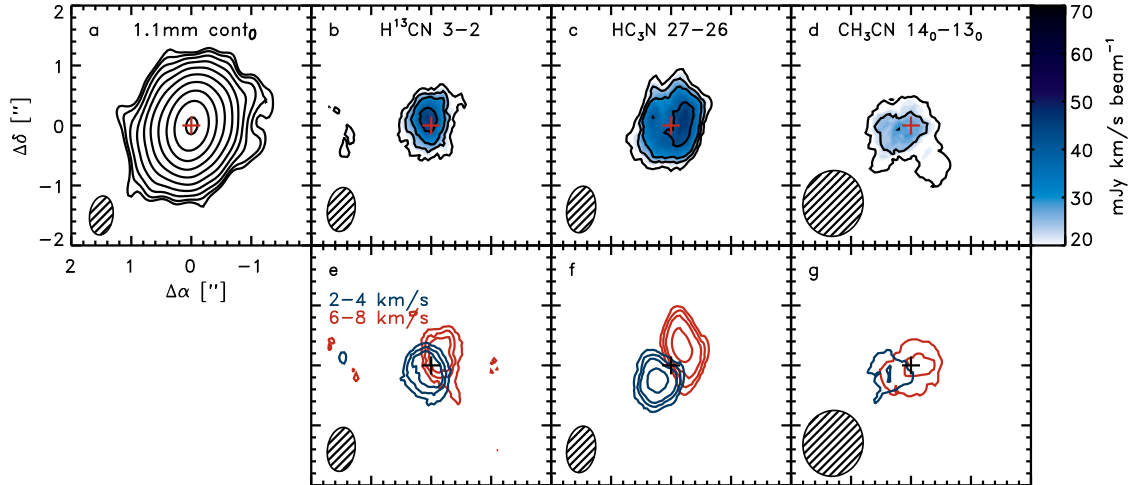 a 1.1mm cont0
b H¹³CN 3−2
c HC₃N 27−26
d CH₃CN 14₀−13₀
2
1
0
−1
−2
Δδ ["]
2 1 0 −1
Δα ["]
70
60
50
40
30
20
mJy km/s beam⁻¹
e
2−4 km/s
6−8 km/s
f
g